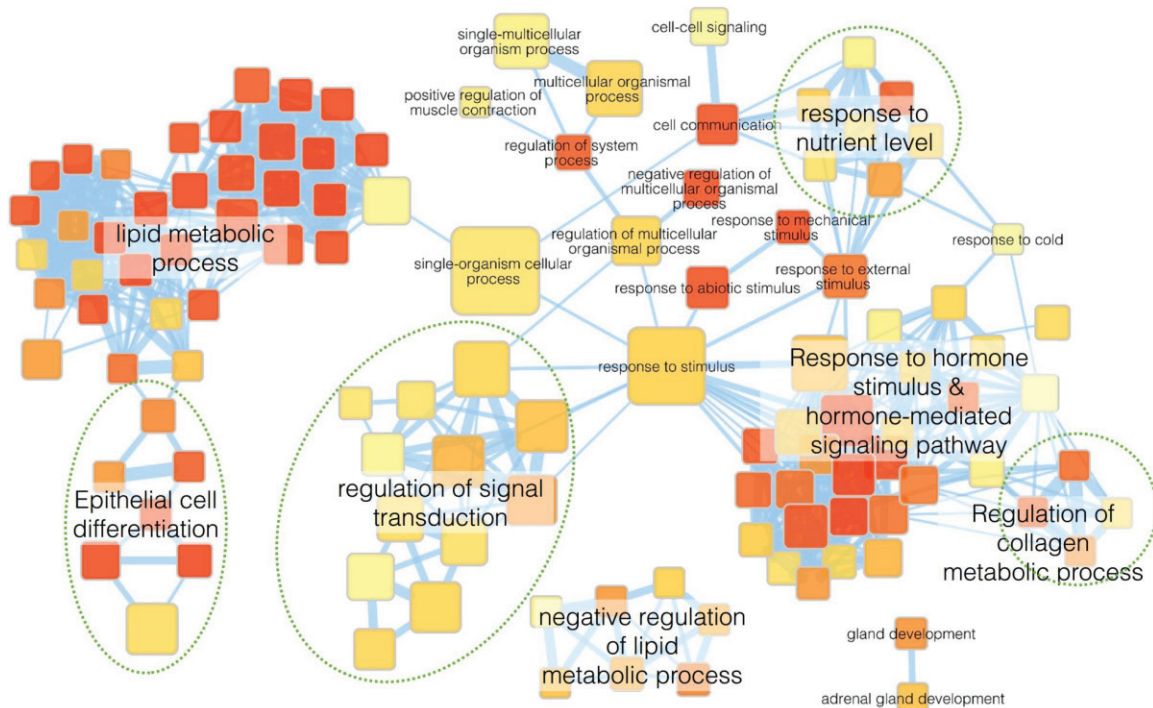 single-multicellular
organism process
cell-cell signaling
multicellular organismal
process
positive regulation of
muscle contraction
cell communication
response to
nutrient level
regulation of system
process
negative regulation
of multicellular organismal
process
response to mechanical
stimulus
lipid metabolic
process
regulation of multicellular
organismal process
response to cold
single-organism cellular
process
response to external
stimulus
response to abiotic stimulus
response to stimulus
Response to hormone
stimulus &
hormone-mediated
signaling pathway
Epithelial cell
differentiation
regulation of signal
transduction
Regulation of
collagen
metabolic process
negative regulation
of lipid
metabolic process
gland development
adrenal gland development